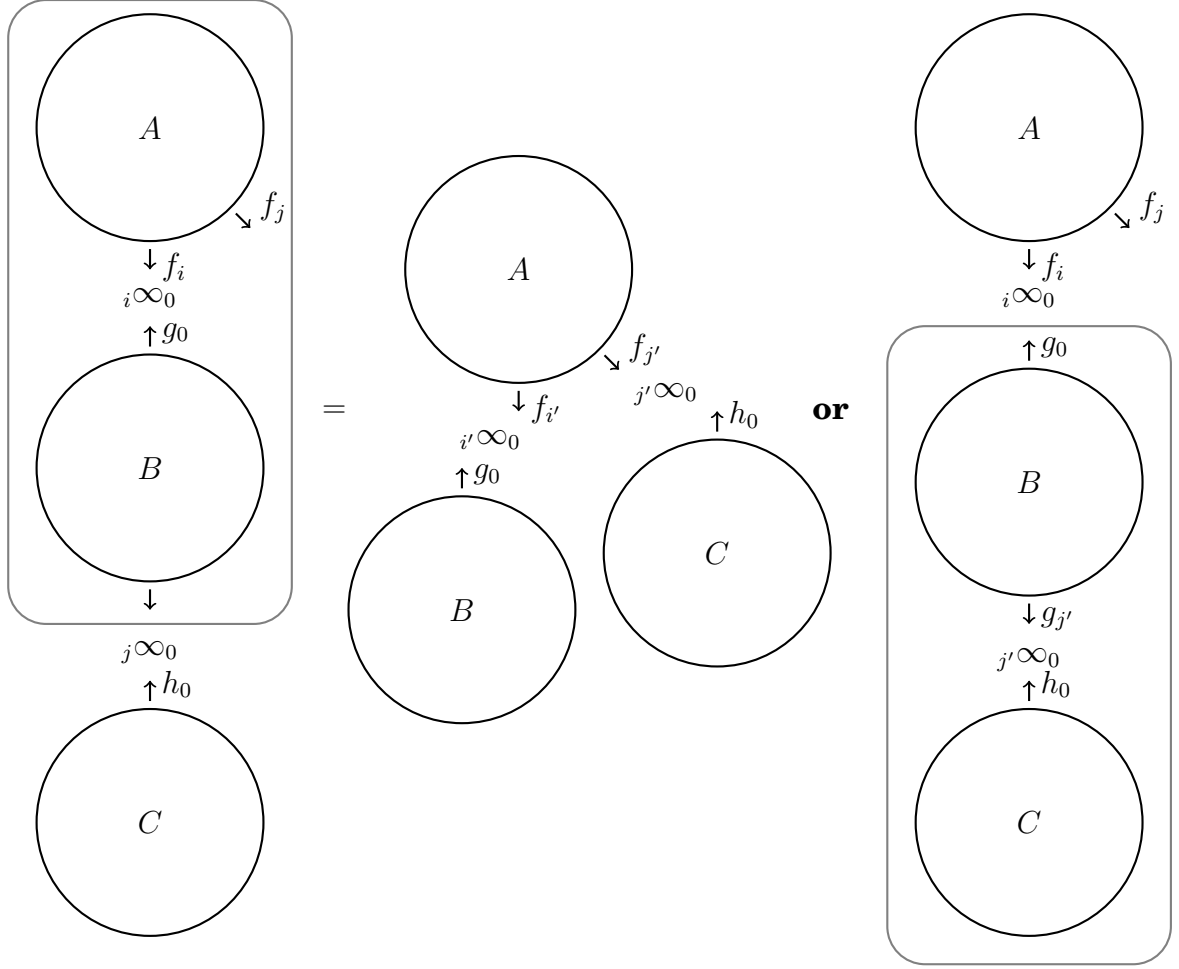 A
f_j
f_i
_i∞_0
g_0
B
_j∞_0
h_0
C
=
A
f_{j'}
_{j'}∞_0
f_{i'}
_{i'}∞_0
g_0
h_0
B
C
or
A
f_j
f_i
_i∞_0
g_0
B
g_{j'}
_{j'}∞_0
h_0
C